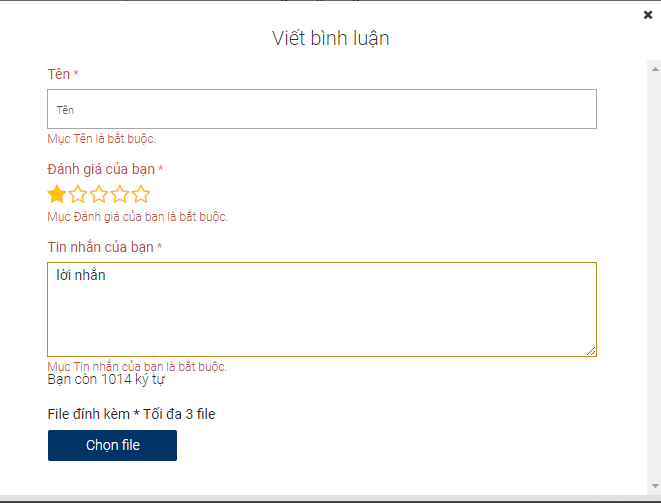 Viết bình luận
Tên *
Tên
Mục Tên là bắt buộc.
Đánh giá của bạn *
Mục Đánh giá của bạn là bắt buộc.
Tin nhắn của bạn *
lời nhắn
Mục Tin nhắn của bạn là bắt buộc.
Bạn còn 1014 ký tự
File đính kèm * Tối đa 3 file
Chọn file